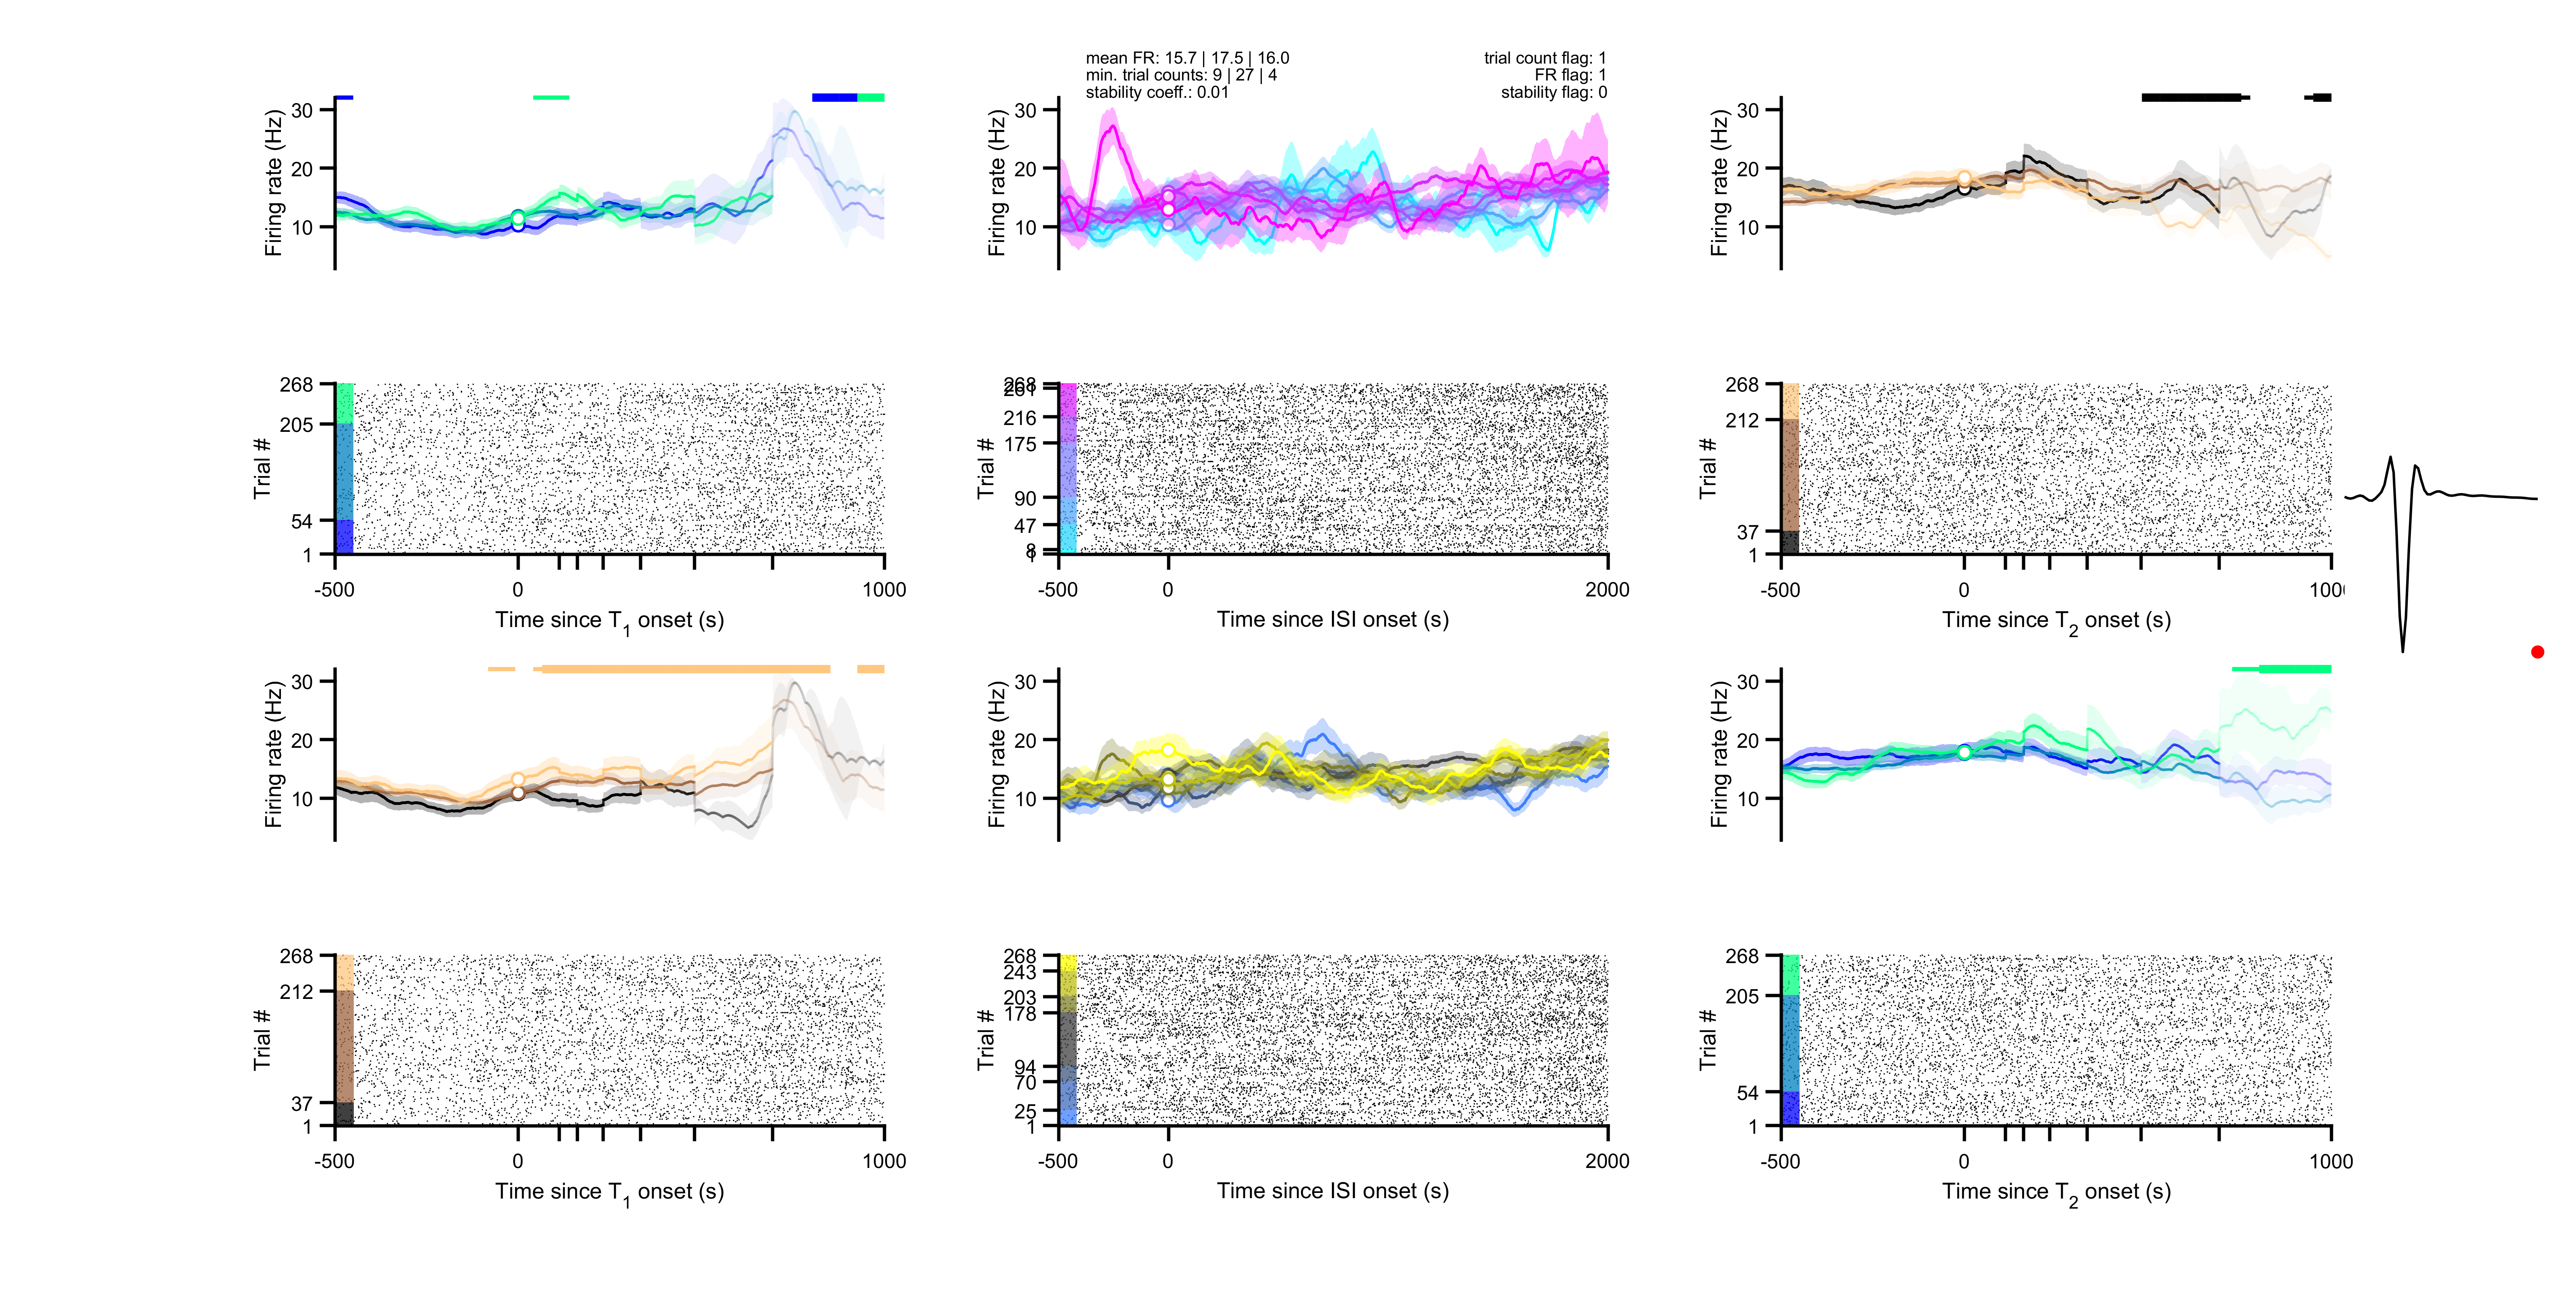 mean FR: 15.7 | 17.5 | 16.0
min. trial counts: 9 | 27 | 4
stability coeff.: 0.01
trial count flag: 1
FR flag: 1
stability flag: 0
Firing rate (Hz)
30
20
10
Firing rate (Hz)
30
20
10
Firing rate (Hz)
30
20
10
Trial #
268
205
54
1
-500
0
1000
Time since T1 onset (s)
Trial #
268
261
216
175
90
47
8
1
-500
0
2000
Time since ISI onset (s)
Trial #
268
212
37
1
-500
0
1000
Time since T2 onset (s)
Firing rate (Hz)
30
20
10
Firing rate (Hz)
30
20
10
Firing rate (Hz)
30
20
10
Trial #
268
212
37
1
-500
0
1000
Time since T1 onset (s)
Trial #
268
243
203
178
94
70
25
1
-500
0
2000
Time since ISI onset (s)
Trial #
268
205
54
1
-500
0
1000
Time since T2 onset (s)